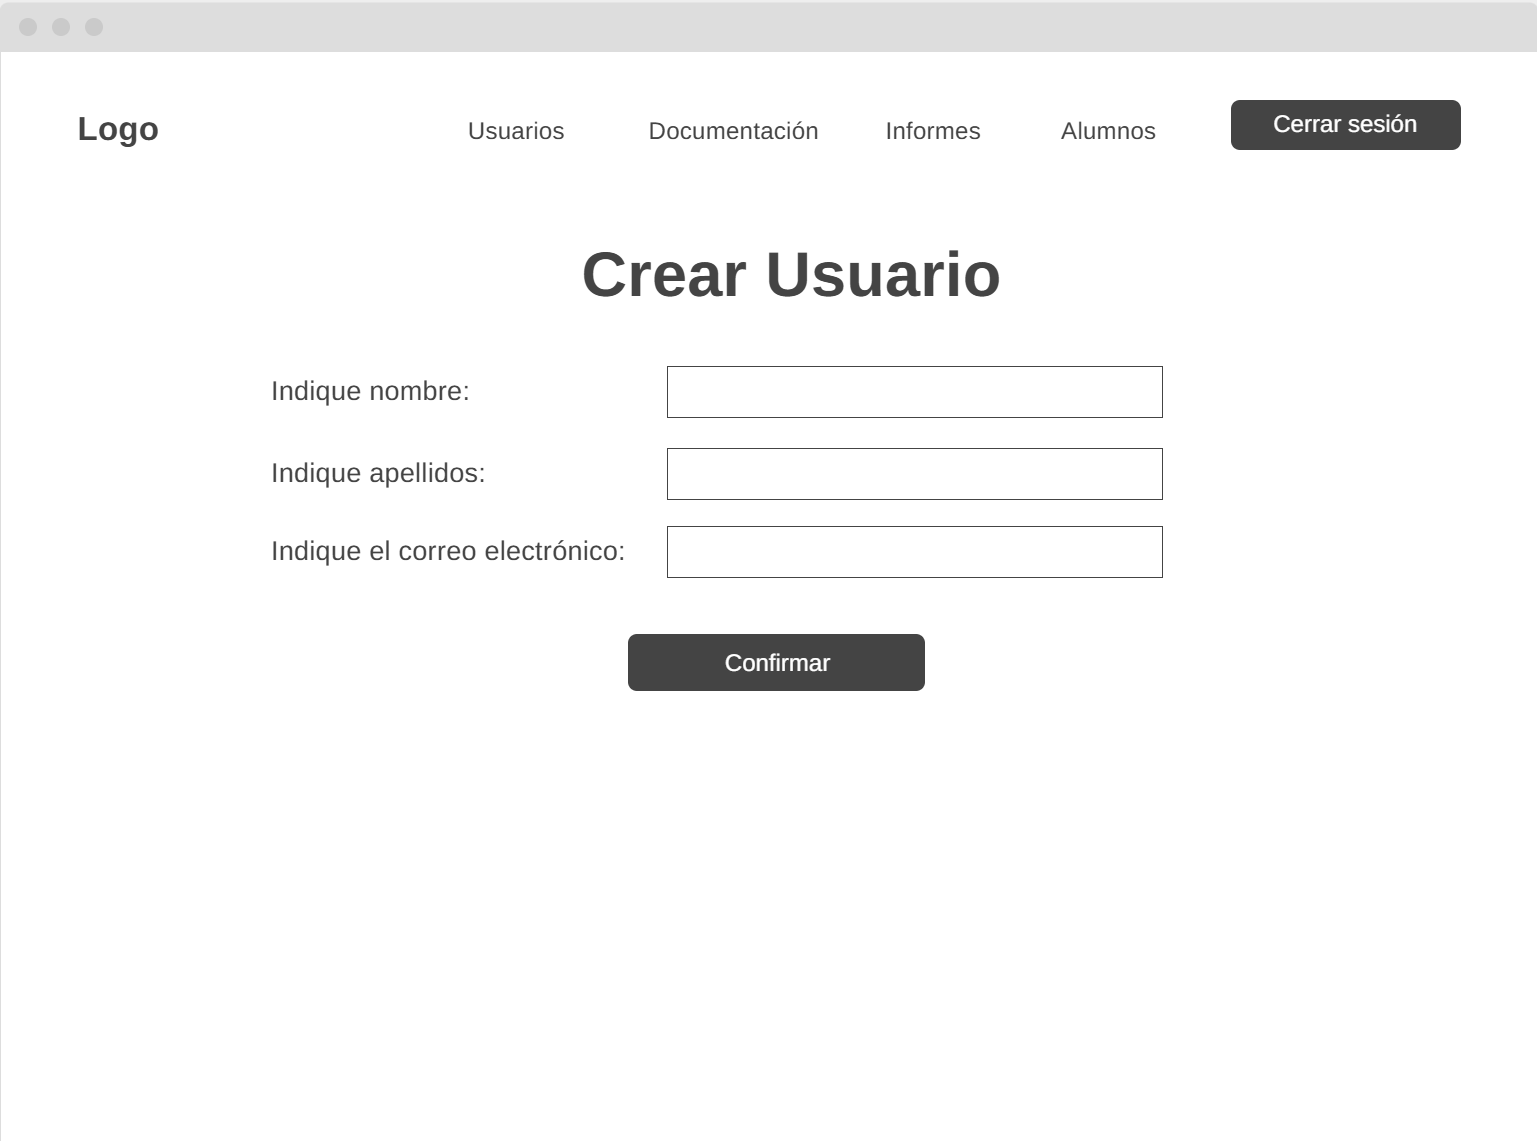 Logo
Usuarios
Documentación
Informes
Alumnos
Cerrar sesión
Crear Usuario
Indique nombre:
Indique apellidos:
Indique el correo electrónico:
Confirmar